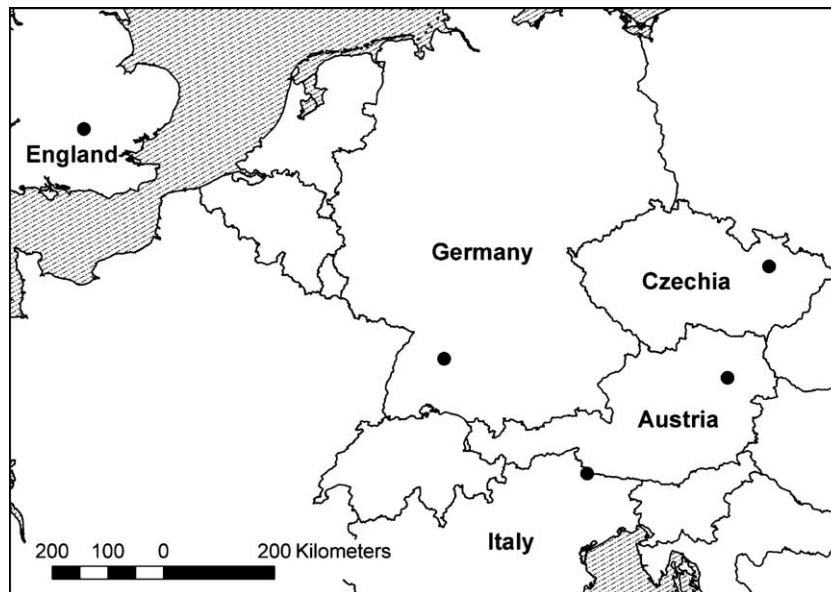 England
Germany
Czechia
Austria
Italy
200 100 0 200 Kilometers